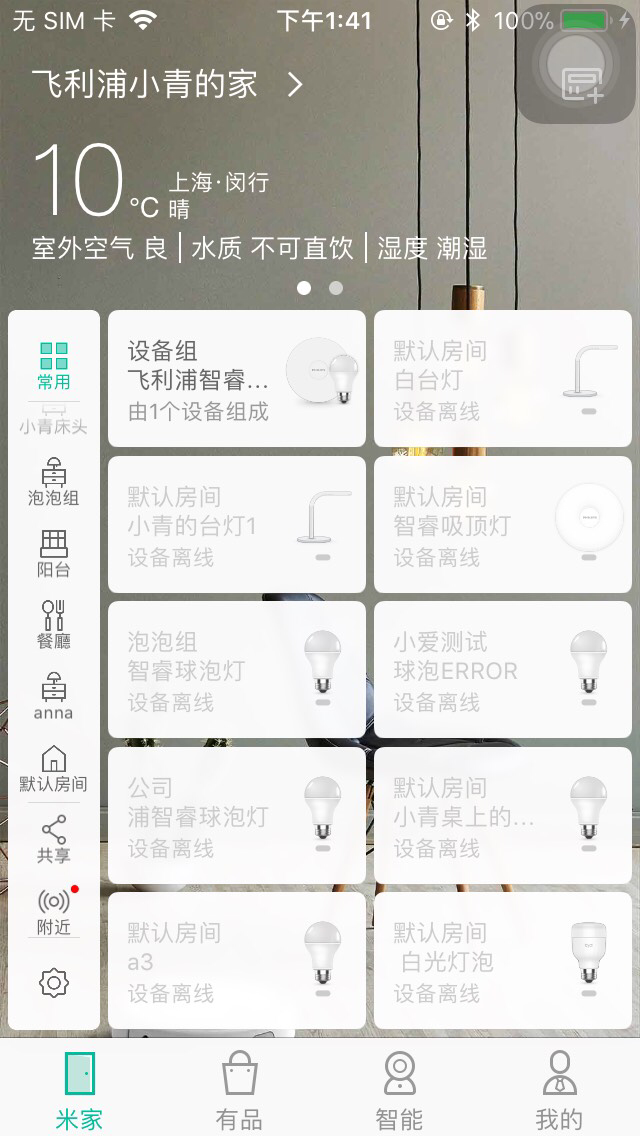 无 SIM 卡
下午1:41
100%
飞利浦小青的家
10
°C
上海·闵行
晴
室外空气 良 | 水质 不可直饮 | 湿度 潮湿
常用
小青床头
泡泡组
阳台
餐廳
anna
默认房间
共享
附近
设备组
飞利浦智睿...
由1个设备组成
默认房间
白台灯
设备离线
默认房间
小青的台灯1
设备离线
默认房间
智睿吸顶灯
设备离线
泡泡组
智睿球泡灯
设备离线
小爱测试
球泡ERROR
设备离线
公司
浦智睿球泡灯
设备离线
默认房间
小青桌上的...
设备离线
默认房间
a3
设备离线
默认房间
白光灯泡
设备离线
米家
有品
智能
我的